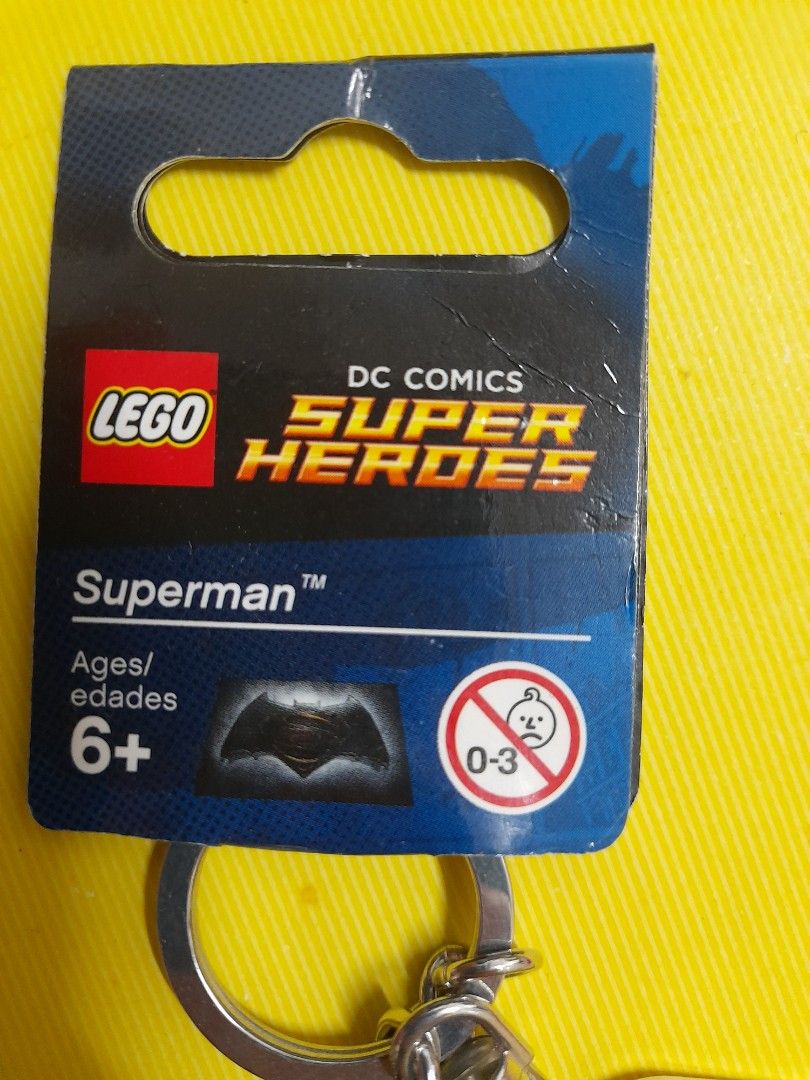 LEGO
DC COMICS
SUPER
HEROES
Superman™
Ages/
edades
6+
0-3